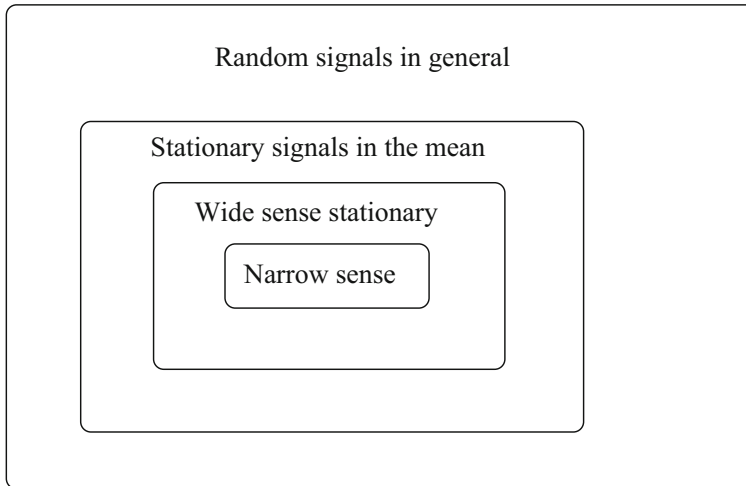 Random signals in general
Stationary signals in the mean
Wide sense stationary
Narrow sense